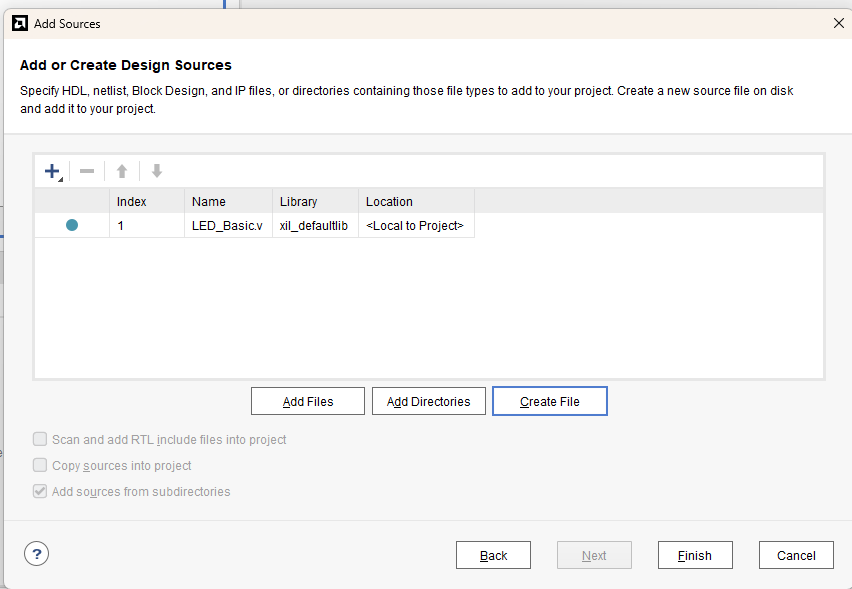 Add Sources
Add or Create Design Sources
Specify HDL, netlist, Block Design, and IP files, or directories containing those file types to add to your project. Create a new source file on disk
and add it to your project.
Index Name Library Location
1 LED_Basic.v xil_defaultlib <Local to Project>
Add Files Add Directories Create File
Scan and add RTL include files into project
Copy sources into project
Add sources from subdirectories
? Back Next Finish Cancel